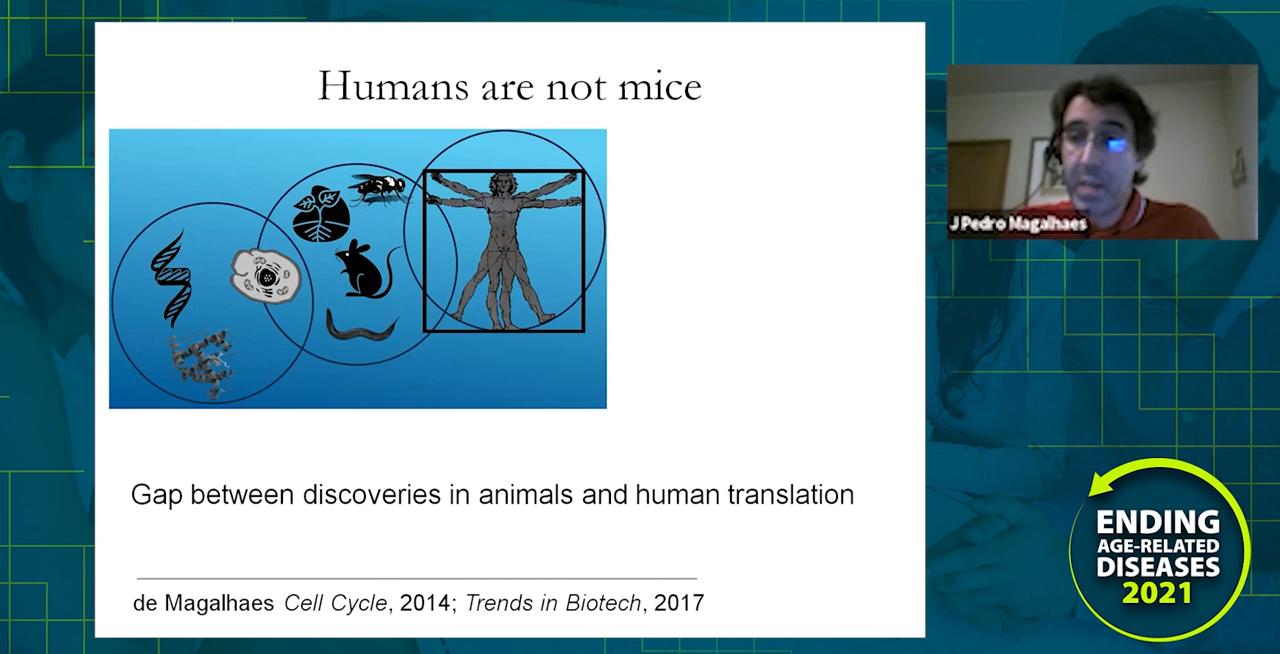 Humans are not mice
J Pedro Magalhaes
Gap between discoveries in animals and human translation
de Magalhaes Cell Cycle, 2014; Trends in Biotech, 2017
ENDING
AGE-RELATED
DISEASES
2021